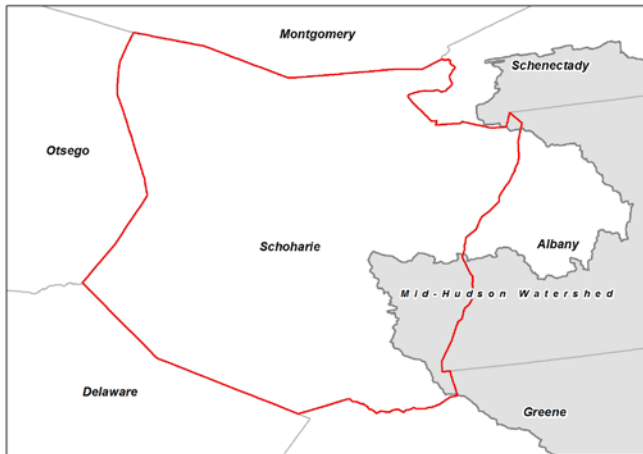 Montgomery
Schenectady
Otsego
Schoharie
Albany
Mid-Hudson Watershed
Delaware
Greene